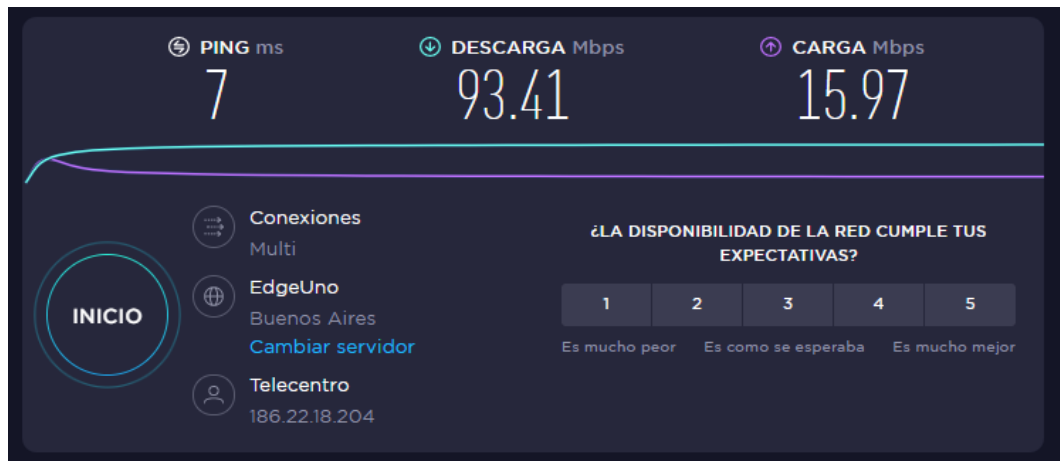 PING ms
7
DESCARGA Mbps
93.41
CARGA Mbps
15.97
INICIO
Conexiones
Multi
EdgeUno
Buenos Aires
Cambiar servidor
Telecentro
186.22.18.204
¿LA DISPONIBILIDAD DE LA RED CUMPLE TUS
EXPECTATIVAS?
1 2 3 4 5
Es mucho peor Es como se esperaba Es mucho mejor